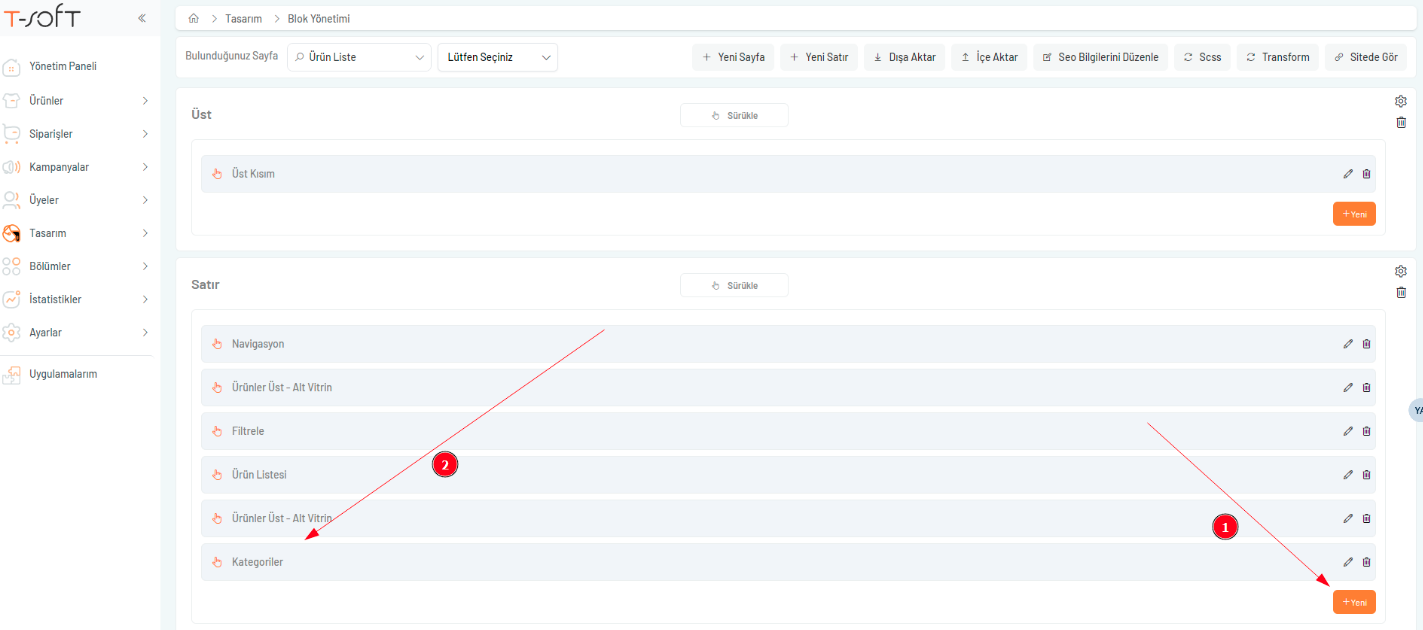 T-SOFT
Tasarım
Blok Yönetimi
Bulunduğunuz Sayfa
Ürün Liste
Lütfen Seçiniz
Yeni Sayfa
Yeni Satır
Dışa Aktar
İçe Aktar
Seo Bilgilerini Düzenle
Scss
Transform
Sitede Gör
Yönetim Paneli
Ürünler
Siparişler
Kampanyalar
Üyeler
Tasarım
Bölümler
İstatistikler
Ayarlar
Uygulamalarım
Üst
Sürükle
Üst Kısım
+Yeni
Satır
Sürükle
Navigasyon
Ürünler Üst - Alt Vitrin
Filtrele
Ürün Listesi
2
Ürünler Üst - Alt Vitrin
1
Kategoriler
+Yeni